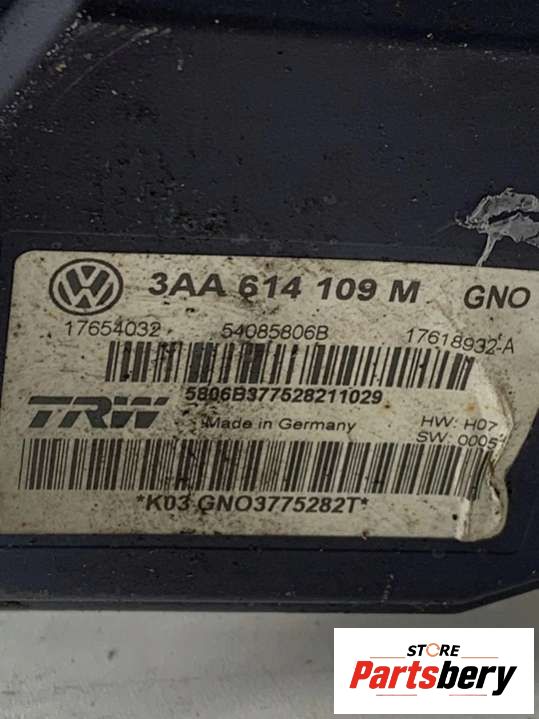 3AA 614 109 M GNO
17654032 54085806B 17618932-A
5806B377528211029
TRW Made in Germany HW: H07
SW: 0005
*K03 GNO3775282T*
STORE
Partsbery